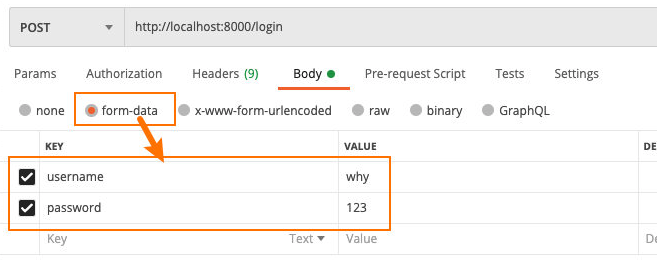 POST http://localhost:8000/login
Params Authorization Headers (9) Body Pre-request Script Tests Settings
none form-data x-www-form-urlencoded raw binary GraphQL
KEY VALUE DE
username why
password 123
Key Text Value De